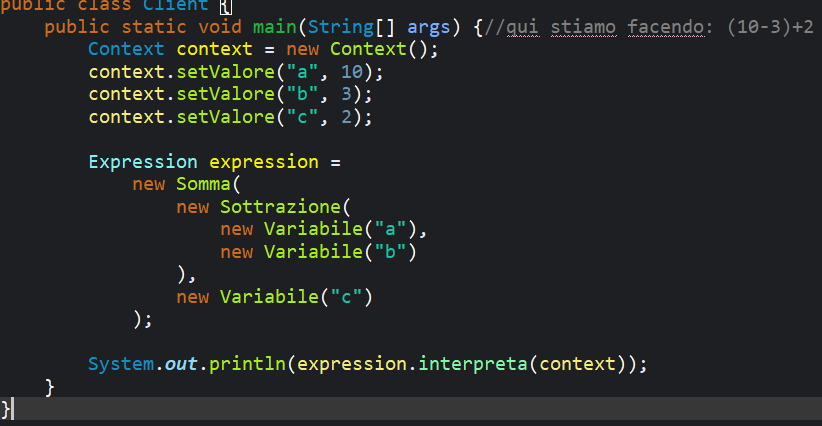 public class Client {
    public static void main(String[] args) {//qui stiamo facendo: (10-3)+2
        Context context = new Context();
        context.setValore("a", 10);
        context.setValore("b", 3);
        context.setValore("c", 2);

        Expression expression =
            new Somma(
                new Sottrazione(
                    new Variabile("a"),
                    new Variabile("b")
                ),
                new Variabile("c")
            );

        System.out.println(expression.interpreta(context));
    }
}